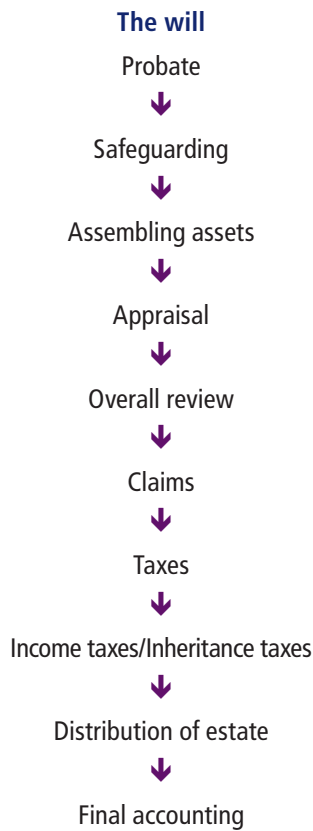 The will
Probate
Safeguarding
Assembling assets
Appraisal
Overall review
Claims
Taxes
Income taxes/Inheritance taxes
Distribution of estate
Final accounting